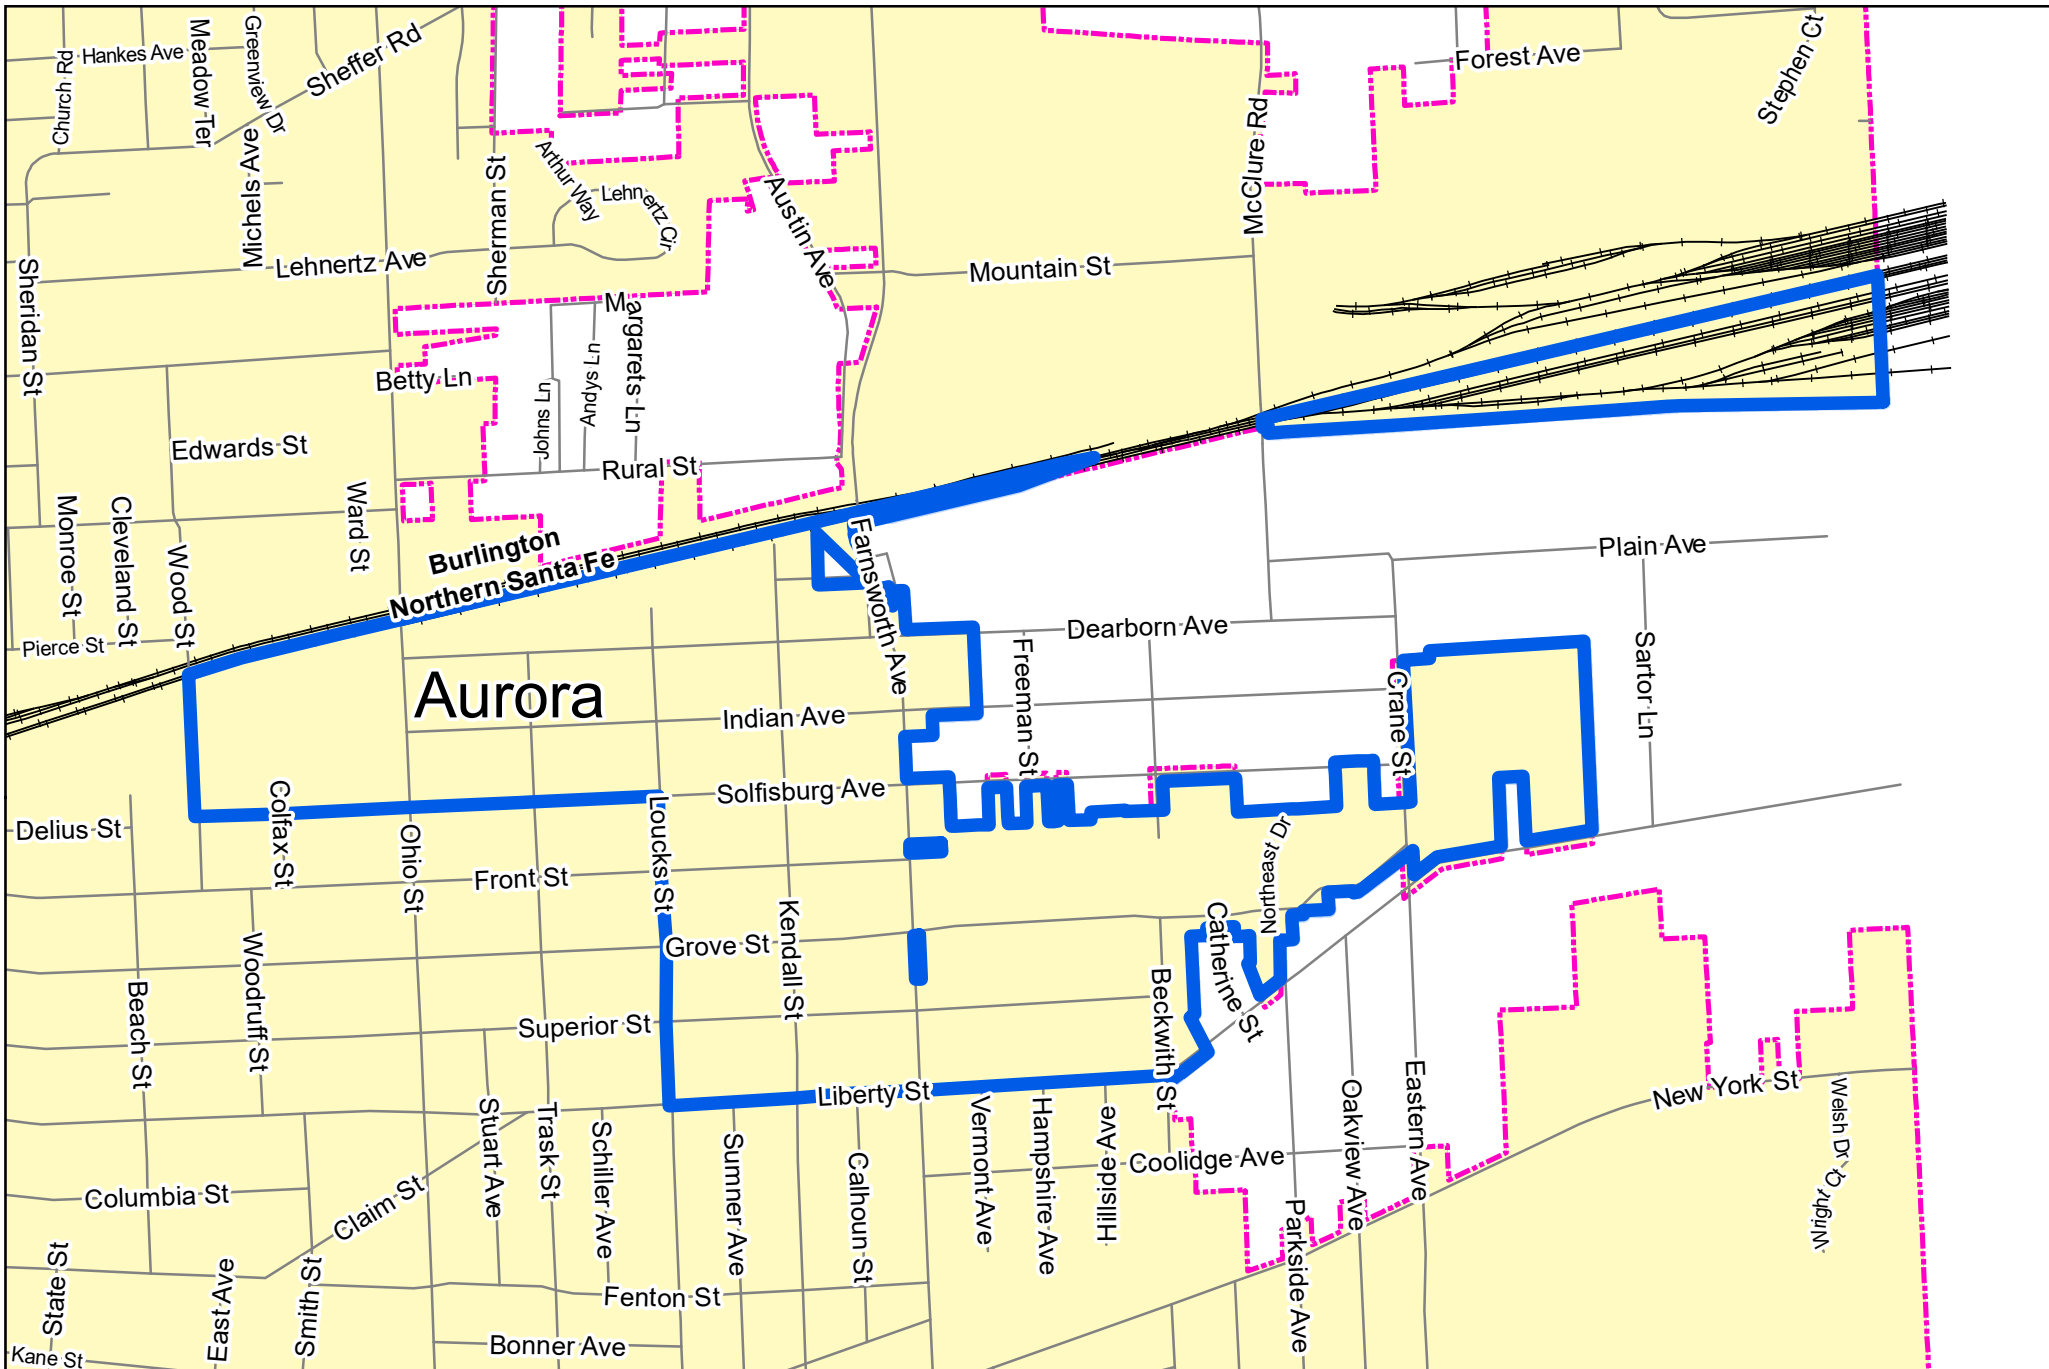 Hankes Ave
Church Rd
Meadow Ter
Greenview Dr
Sheffer Rd
Michels Ave
Sherman St
Arthur Way
Lehnertz Cir
Austin Ave
McClure Rd
Forest Ave
Stephen Ct
Lehnertz Ave
Mountain St
Sheridan St
Margarets Ln
Betty Ln
Johns Ln
Andys Ln
Edwards St
Rural St
Monroe St
Cleveland St
Wood St
Ward St
Burlington
Northern Santa Fe
Farnsworth Ave
Plain Ave
Pierce St
Dearborn Ave
Freeman St
Crane St
Sartor Ln
Aurora
Indian Ave
Solfisburg Ave
Delius St
Colfax St
Ohio St
Loucks St
Northeast Dr
Front St
Kendall St
Grove St
Catherine St
Woodruff St
Beach St
Superior St
Beckwith St
Liberty St
Eastern Ave
Oakview Ave
New York St
Welsh Dr
Wright Ct
Stuart Ave
Trask St
Schiller Ave
Sumner Ave
Calhoun St
Vermont Ave
Hampshire Ave
Hillside Ave
Coolidge Ave
Columbia St
Claim St
Parkside Ave
State St
East Ave
Smith St
Fenton St
Bonner Ave
Kane St